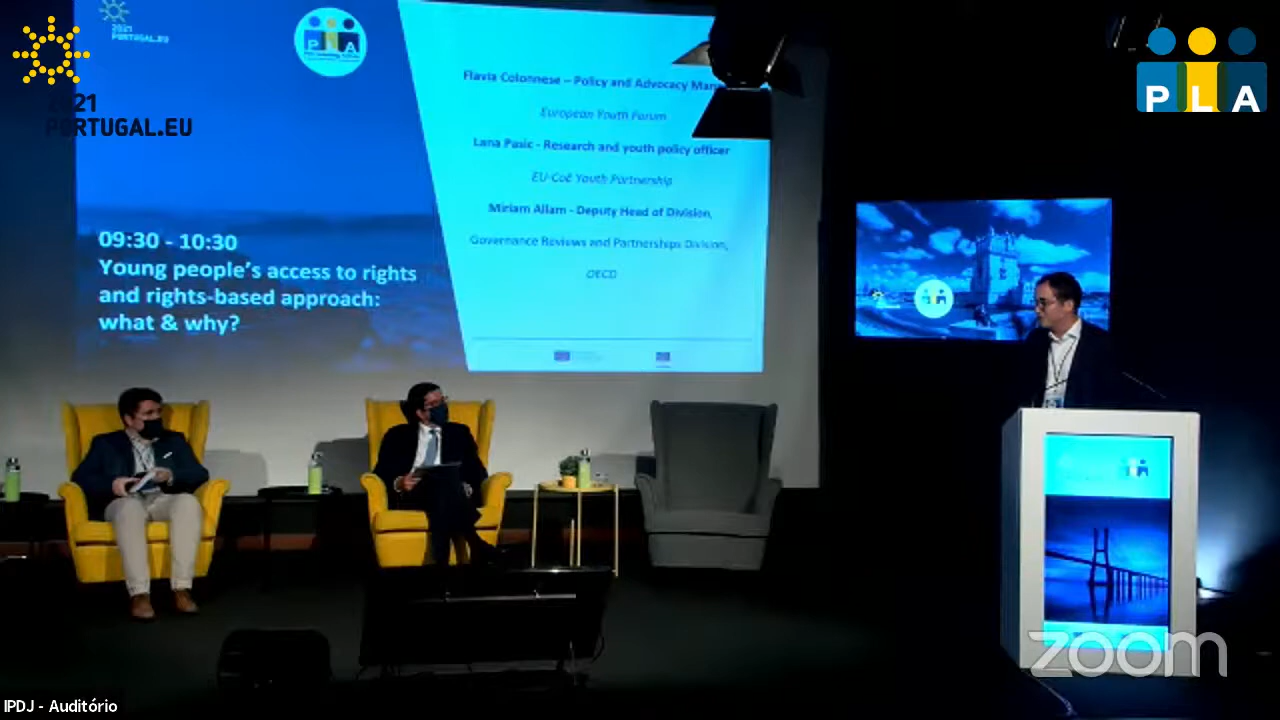 2021
PORTUGAL.EU
2021
PORTUGAL.EU
PLA
PLA
Flavia Colonnese – Policy and Advocacy
European Youth Forum
Lana Pasic - Research and youth policy officer
EU-CoE Youth Partnership
Miriam Allam - Deputy Head of Division,
Governance Reviews and Partnerships Division,
OECD
09:30 - 10:30
Young people's access to rights
and rights-based approach:
what & why?
zoom
IPDJ - Auditório